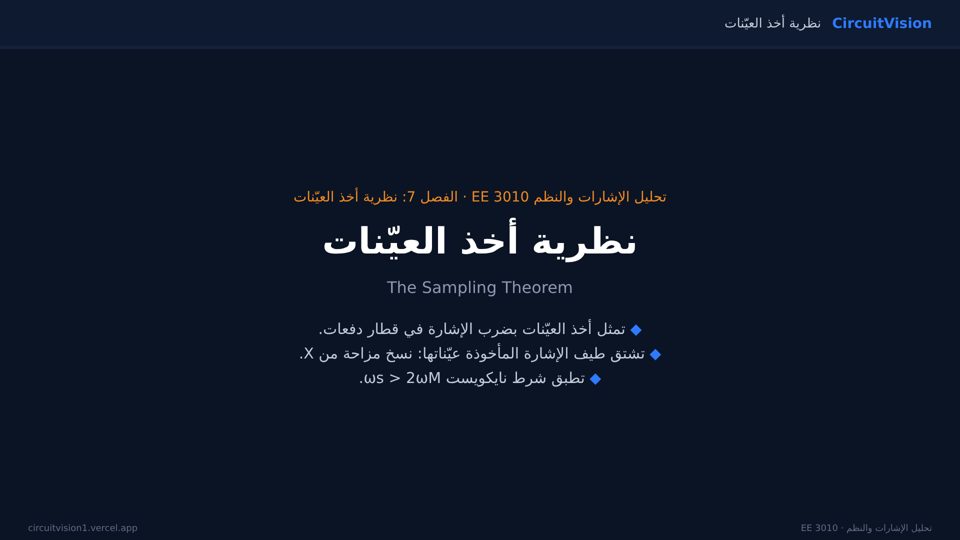 CircuitVision نظرية أخذ العيّنات
تحليل الإشارات والنظم EE 3010 · الفصل 7: نظرية أخذ العيّنات
نظرية أخذ العيّنات
The Sampling Theorem
◆ تمثل أخذ العيّنات بضرب الإشارة في قطار دفعات.
◆ تشتق طيف الإشارة المأخوذة عيّناتها: نسخ مزاحة من X.
◆ تطبق شرط نايكويست ωs > 2ωM.
تحليل الإشارات والنظم · EE 3010
circuitvision1.vercel.app